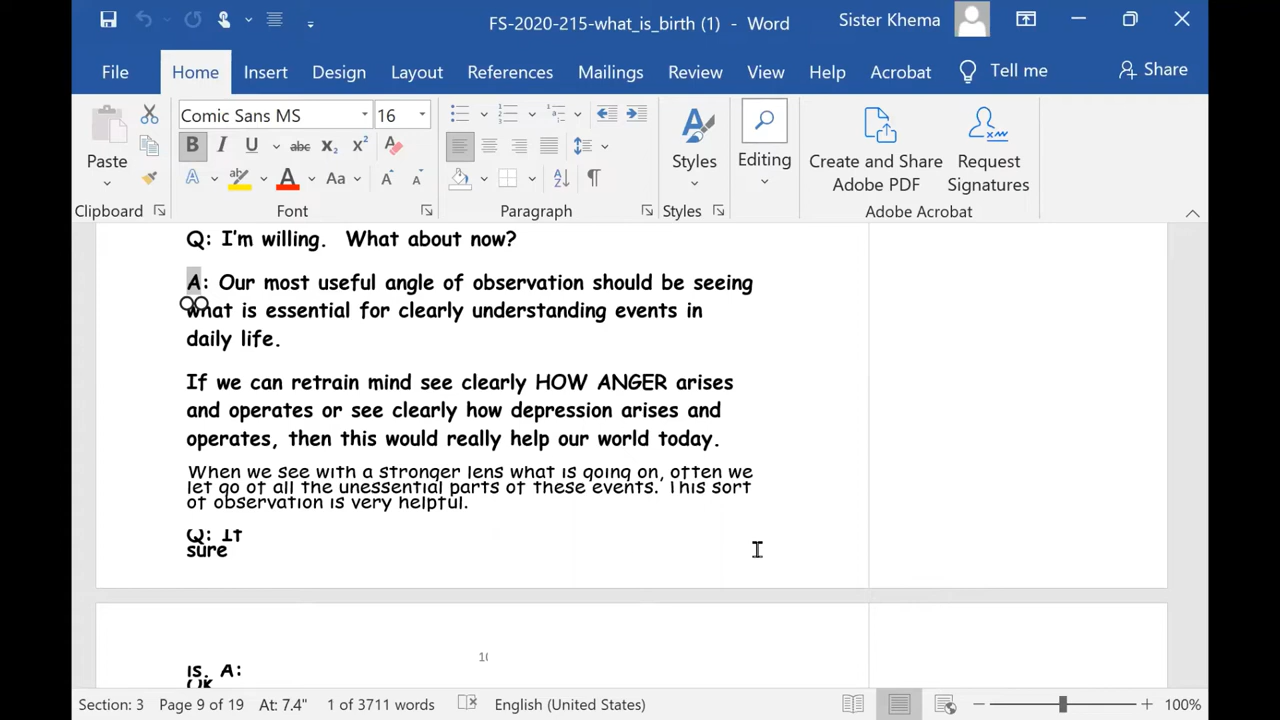 FS-2020-215-what_is_birth (1) - Word
Sister Khema
File Home Insert Design Layout References Mailings Review View Help Acrobat Tell me Share
Comic Sans MS 16
Paste
Styles
Editing
Create and Share Adobe PDF
Request Signatures
Clipboard Font Paragraph Styles Adobe Acrobat
Q: I'm willing. What about now?
A: Our most useful angle of observation should be seeing
what is essential for clearly understanding events in
daily life.
If we can retrain mind see clearly HOW ANGER arises
and operates or see clearly how depression arises and
operates, then this would really help our world today.
When we see with a stronger lens what is going on, often we
let go of all the unessential parts of these events. This sort
of observation is very helpful.
Q: It
sure
10
is. A:
OK
Section: 3 Page 9 of 19 At: 7.4" 1 of 3711 words English (United States) 100%